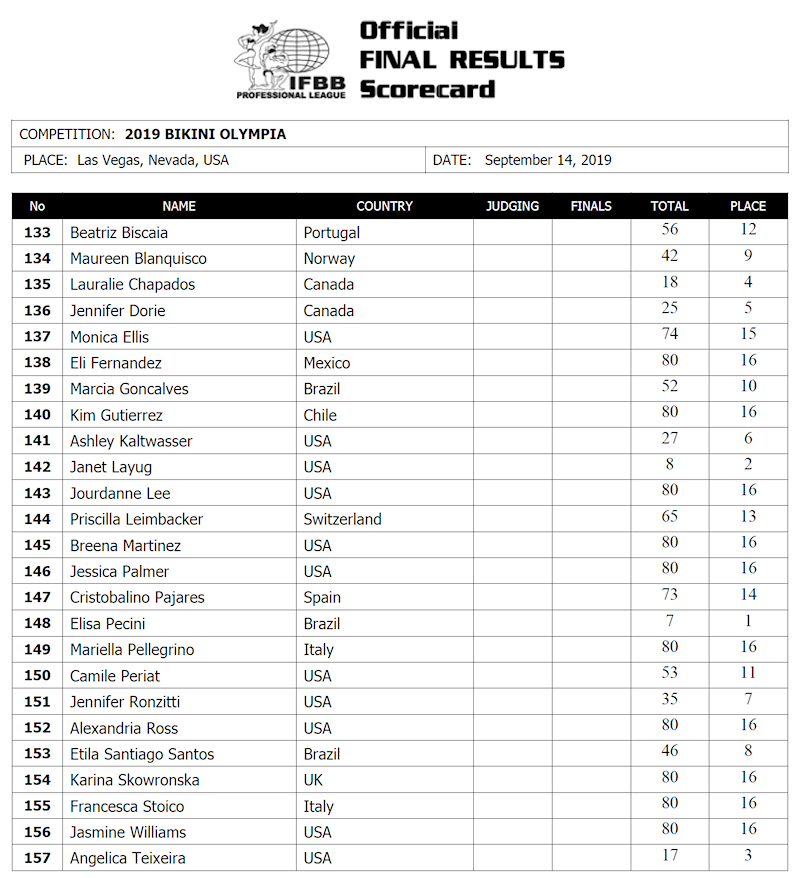 Official
FINAL RESULTS
Scorecard
IFBB
PROFESSIONAL LEAGUE
COMPETITION: 2019 BIKINI OLYMPIA
PLACE: Las Vegas, Nevada, USA DATE: September 14, 2019
No NAME COUNTRY JUDGING FINALS TOTAL PLACE
133 Beatriz Biscaia Portugal 56 12
134 Maureen Blanquisco Norway 42 9
135 Lauralie Chapados Canada 18 4
136 Jennifer Dorie Canada 25 5
137 Monica Ellis USA 74 15
138 Eli Fernandez Mexico 80 16
139 Marcia Goncalves Brazil 52 10
140 Kim Gutierrez Chile 80 16
141 Ashley Kaltwasser USA 27 6
142 Janet Layug USA 8 2
143 Jourdanne Lee USA 80 16
144 Priscilla Leimbacker Switzerland 65 13
145 Breena Martinez USA 80 16
146 Jessica Palmer USA 80 16
147 Cristobalino Pajares Spain 73 14
148 Elisa Pecini Brazil 7 1
149 Mariella Pellegrino Italy 80 16
150 Camile Periat USA 53 11
151 Jennifer Ronzitti USA 35 7
152 Alexandria Ross USA 80 16
153 Etila Santiago Santos Brazil 46 8
154 Karina Skowronska UK 80 16
155 Francesca Stoico Italy 80 16
156 Jasmine Williams USA 80 16
157 Angelica Teixeira USA 17 3